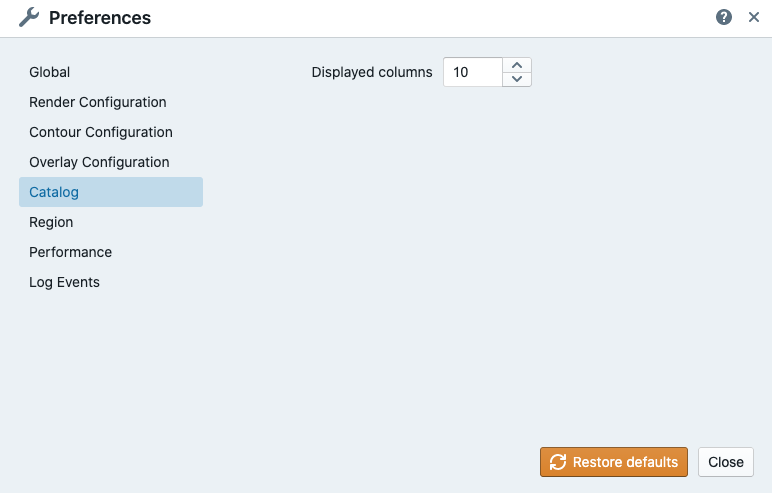 Preferences
Global
Render Configuration
Contour Configuration
Overlay Configuration
Catalog
Region
Performance
Log Events
Displayed columns 10
Restore defaults
Close